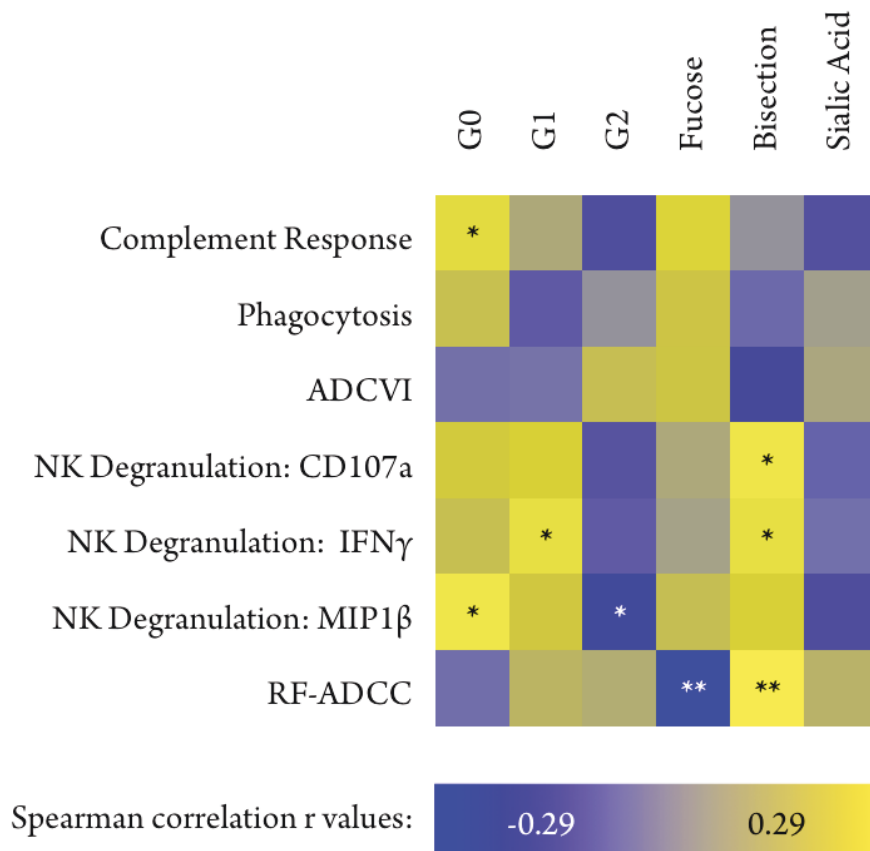 G0 G1 G2 Fucose Bisection Sialic Acid
Complement Response *
Phagocytosis
ADCVI
NK Degranulation: CD107a *
NK Degranulation: IFNγ * *
NK Degranulation: MIP1β * *
RF-ADCC ** **
Spearman correlation r values: -0.29 0.29